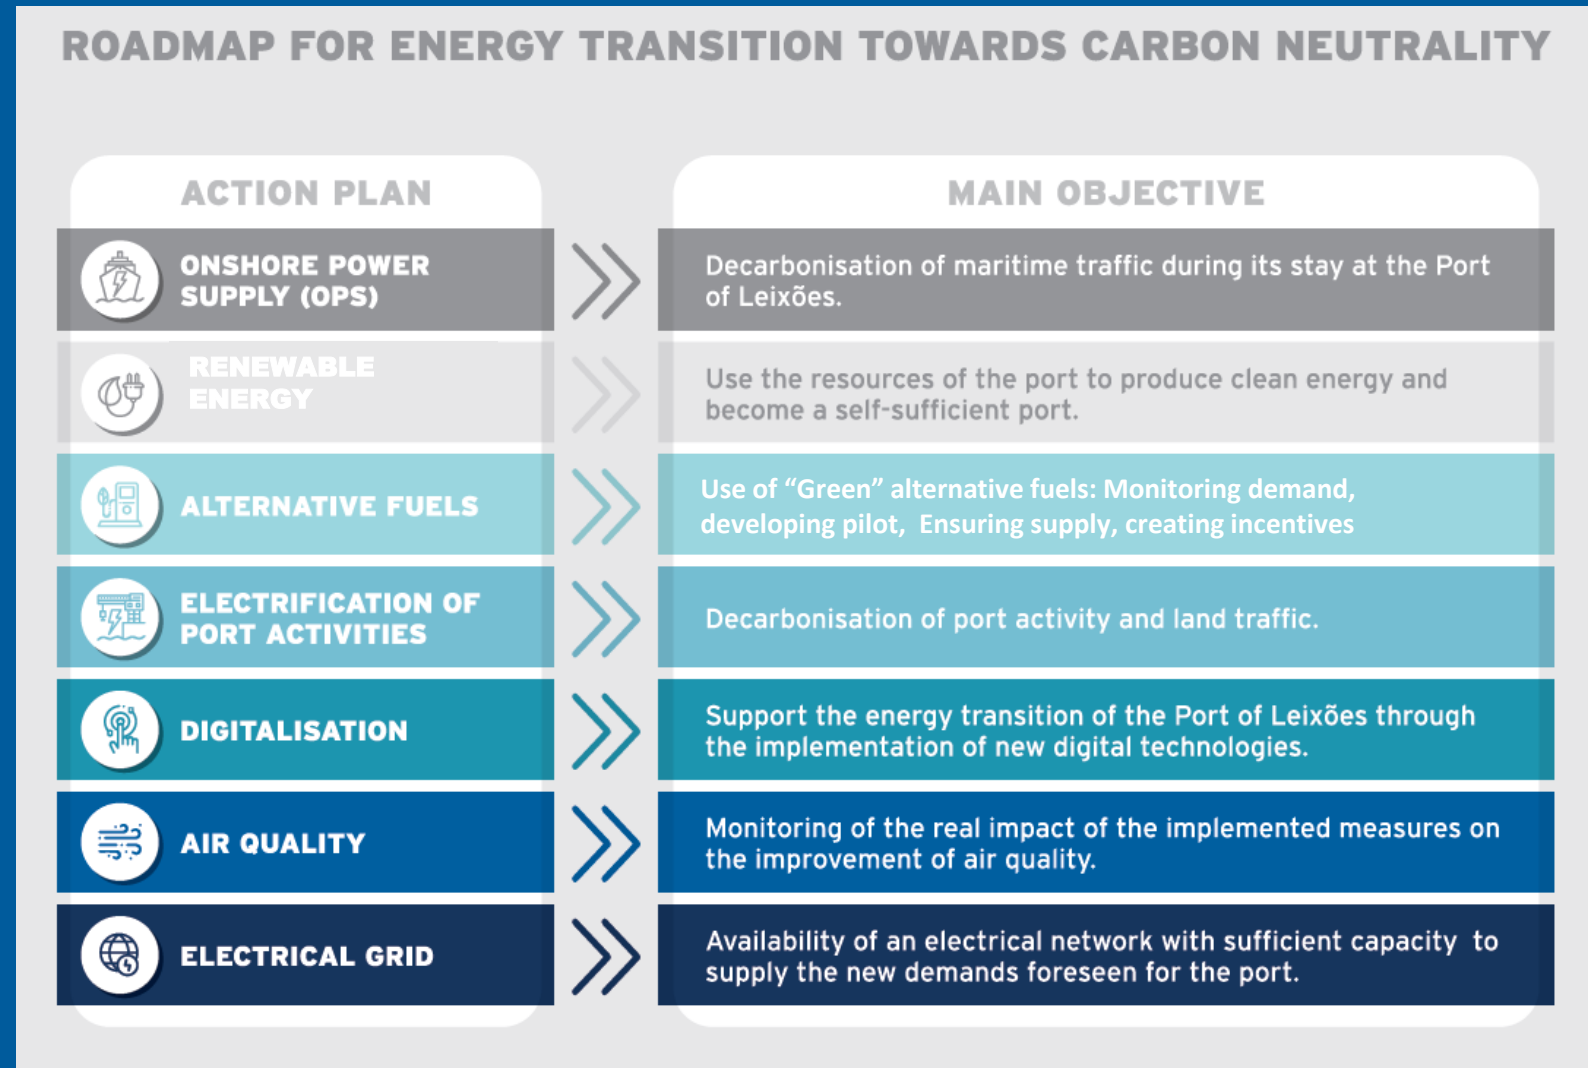 ROADMAP FOR ENERGY TRANSITION TOWARDS CARBON NEUTRALITY
ACTION PLAN
MAIN OBJECTIVE
ONSHORE POWER
SUPPLY (OPS)
Decarbonisation of maritime traffic during its stay at the Port
of Leixões.
RENEWABLE
ENERGY
Use the resources of the port to produce clean energy and
become a self-sufficient port.
ALTERNATIVE FUELS
Use of “Green” alternative fuels: Monitoring demand,
developing pilot, Ensuring supply, creating incentives
ELECTRIFICATION OF
PORT ACTIVITIES
Decarbonisation of port activity and land traffic.
DIGITALISATION
Support the energy transition of the Port of Leixões through
the implementation of new digital technologies.
AIR QUALITY
Monitoring of the real impact of the implemented measures on
the improvement of air quality.
ELECTRICAL GRID
Availability of an electrical network with sufficient capacity to
supply the new demands foreseen for the port.